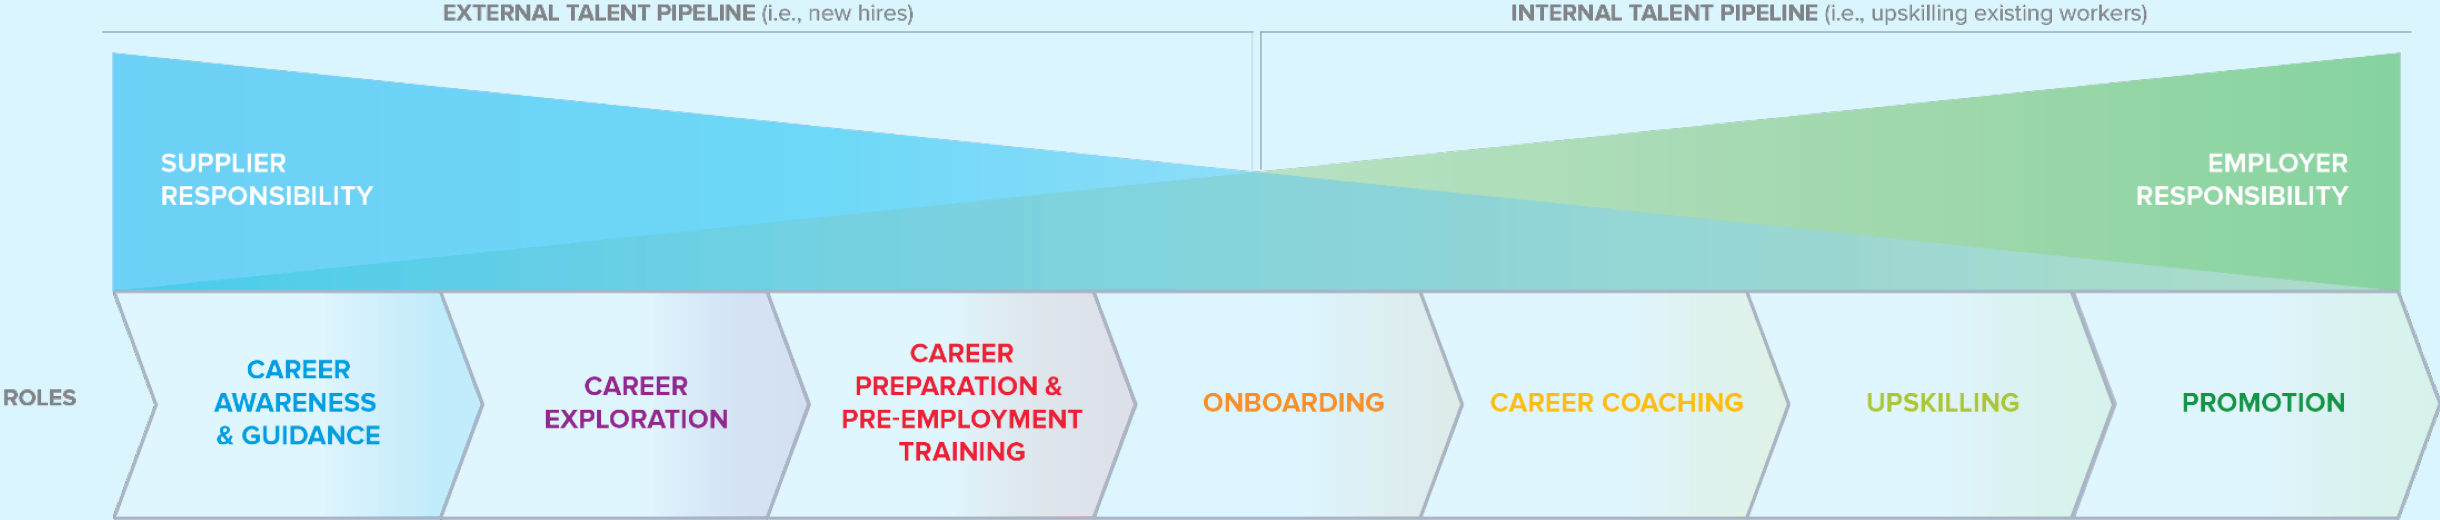 EXTERNAL TALENT PIPELINE (i.e., new hires)
INTERNAL TALENT PIPELINE (i.e., upskilling existing workers)
SUPPLIER
RESPONSIBILITY
EMPLOYER
RESPONSIBILITY
ROLES
CAREER
AWARENESS
& GUIDANCE
CAREER
EXPLORATION
CAREER
PREPARATION &
PRE-EMPLOYMENT
TRAINING
ONBOARDING
CAREER COACHING
UPSKILLING
PROMOTION